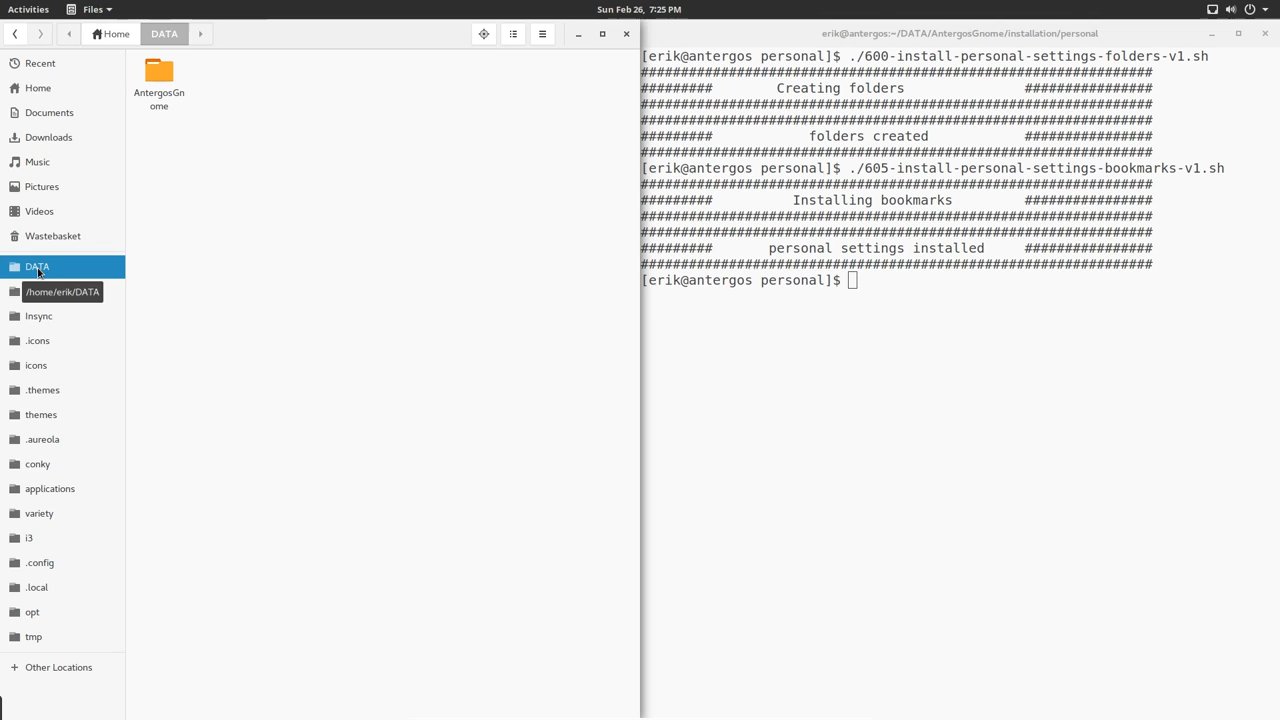 Activities
Files
Sun Feb 26, 7:25 PM
Home
DATA
erik@antergos:~/DATA/AntergosGnome/installation/personal
Recent
Home
Documents
Downloads
Music
Pictures
Videos
Wastebasket
DATA
/home/erik/DATA
Insync
.icons
icons
.themes
themes
.aureola
conky
applications
variety
i3
.config
.local
opt
tmp
Other Locations
AntergosGn
ome
[erik@antergos personal]$ ./600-install-personal-settings-folders-v1.sh
################################################################
#########        Creating folders               ################
################################################################
################################################################
#########            folders created            ################
################################################################
[erik@antergos personal]$ ./605-install-personal-settings-bookmarks-v1.sh
################################################################
#########          Installing bookmarks         ################
################################################################
################################################################
#########       personal settings installed     ################
################################################################
[erik@antergos personal]$